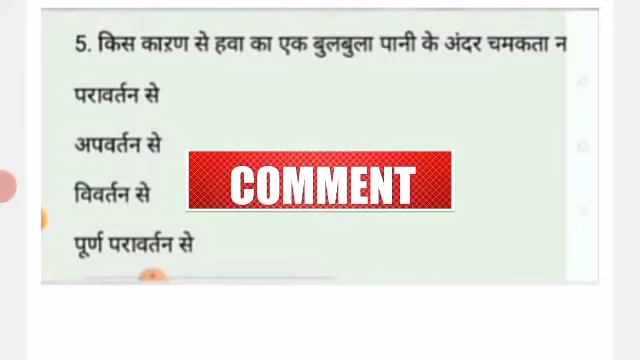 5. किस कारण से हवा का एक बुलबुला पानी के अंदर चमकता
परावर्तन से
अपवर्तन से
COMMENT
विवर्तन से
पूर्ण परावर्तन से